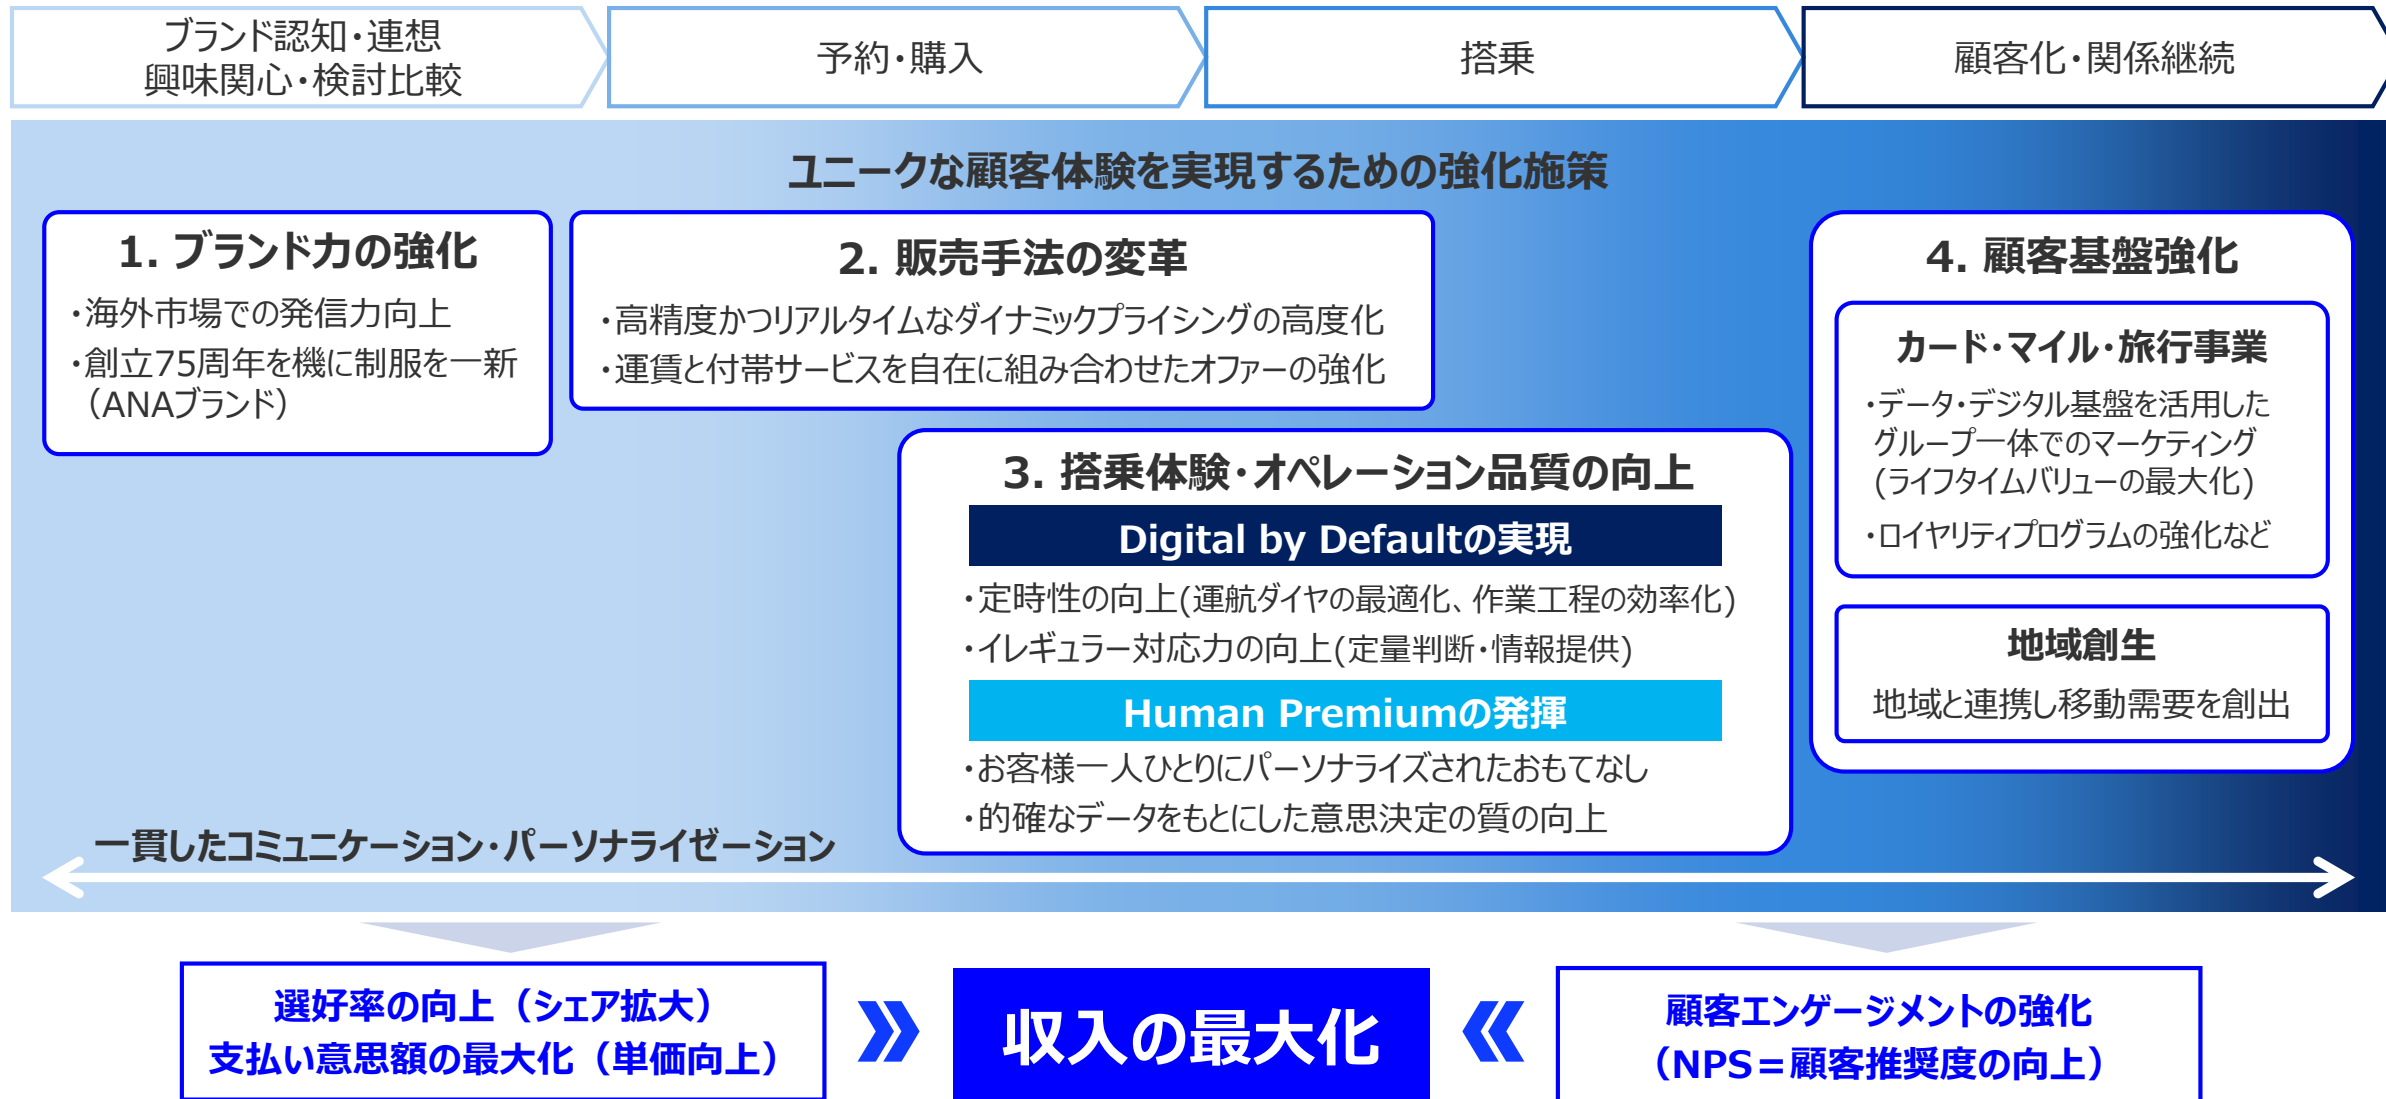 ブランド認知・連想
興味関心・検討比較
予約・購入
搭乗
顧客化・関係継続
ユニークな顧客体験を実現するための強化施策
1. ブランド力の強化
・海外市場での発信力向上
・創立75周年を機に制服を一新
（ANAブランド）
2. 販売手法の変革
・高精度かつリアルタイムなダイナミックプライシングの高度化
・運賃と付帯サービスを自在に組み合わせたオファーの強化
3. 搭乗体験・オペレーション品質の向上
Digital by Defaultの実現
・定時性の向上(運航ダイヤの最適化、作業工程の効率化)
・イレギュラー対応力の向上(定量判断・情報提供)
Human Premiumの発揮
・お客様一人ひとりにパーソナライズされたおもてなし
・的確なデータをもとにした意思決定の質の向上
4. 顧客基盤強化
カード・マイル・旅行事業
・データ・デジタル基盤を活用した
グループ一体でのマーケティング
(ライフタイムバリューの最大化)
・ロイヤリティプログラムの強化など
地域創生
地域と連携し移動需要を創出
一貫したコミュニケーション・パーソナライゼーション
選好率の向上（シェア拡大）
支払い意思額の最大化（単価向上）
収入の最大化
顧客エンゲージメントの強化
（NPS＝顧客推奨度の向上）